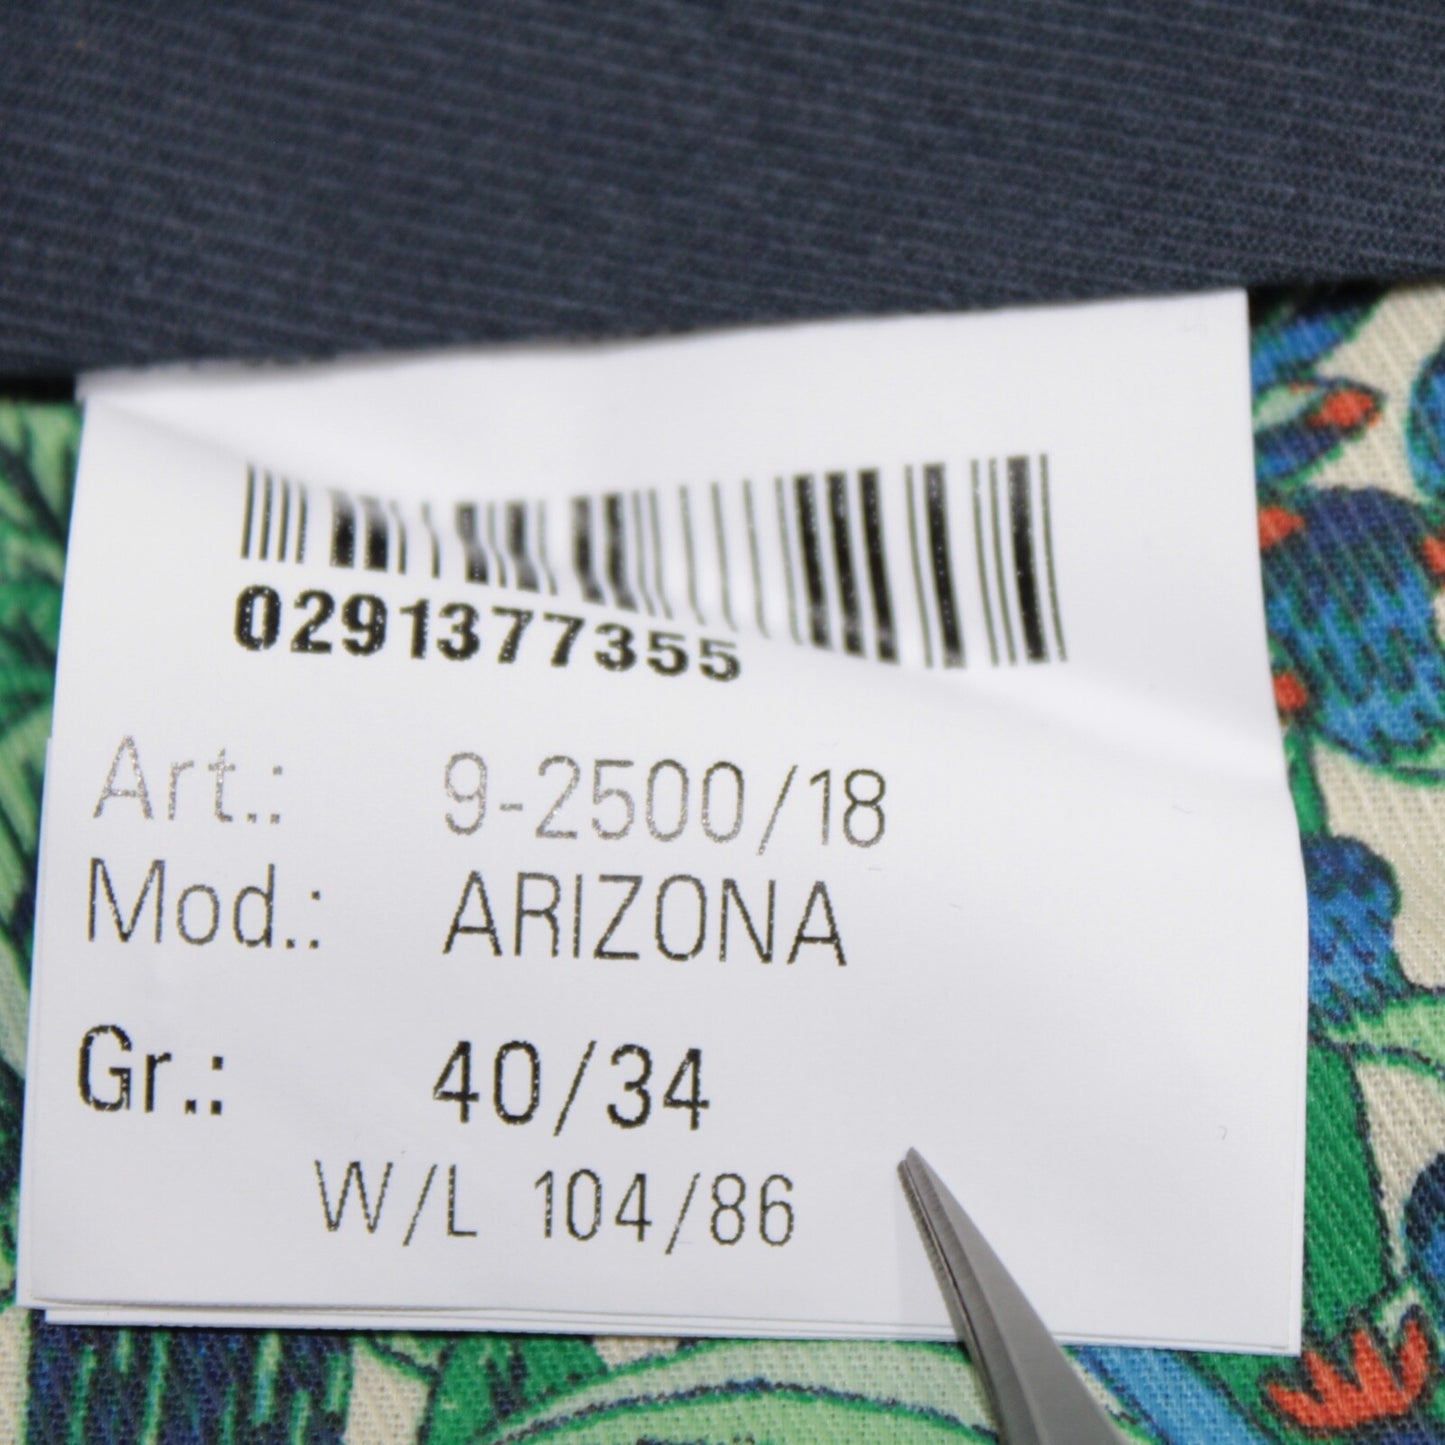 0291377355
Art.: 9-2500/18
Mod.: ARIZONA
Gr.: 40/34
W/L 104/86